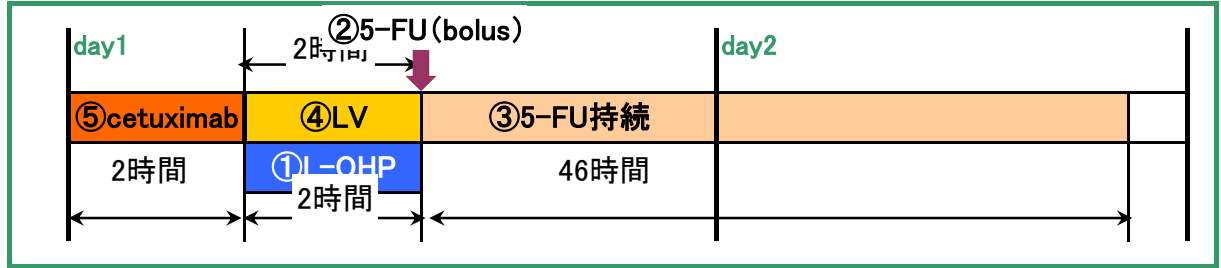 ②5-FU(bolus)
day1
2時間
day2
⑤cetuximab
④LV
③5-FU持続
2時間
①L-OHP
46時間
2時間